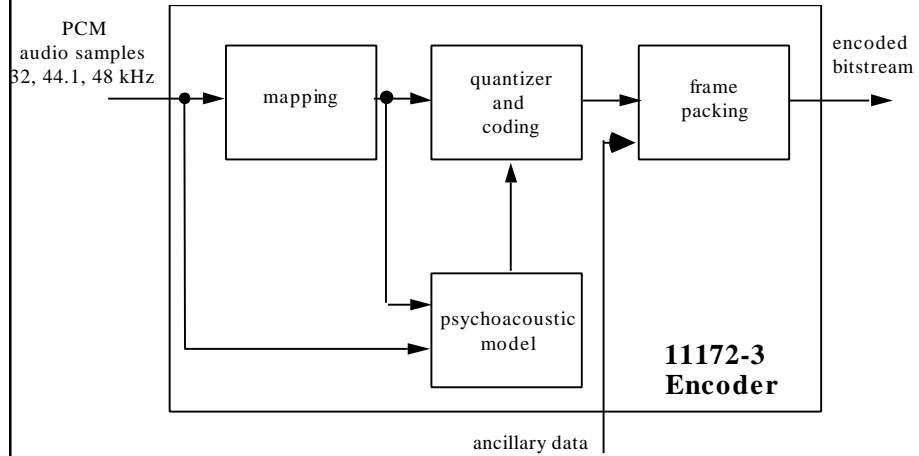 PCM
audio samples
32, 44.1, 48 kHz
mapping
quantizer
and
coding
frame
packing
encoded
bitstream
psychoacoustic
model
11172-3
Encoder
ancillary data